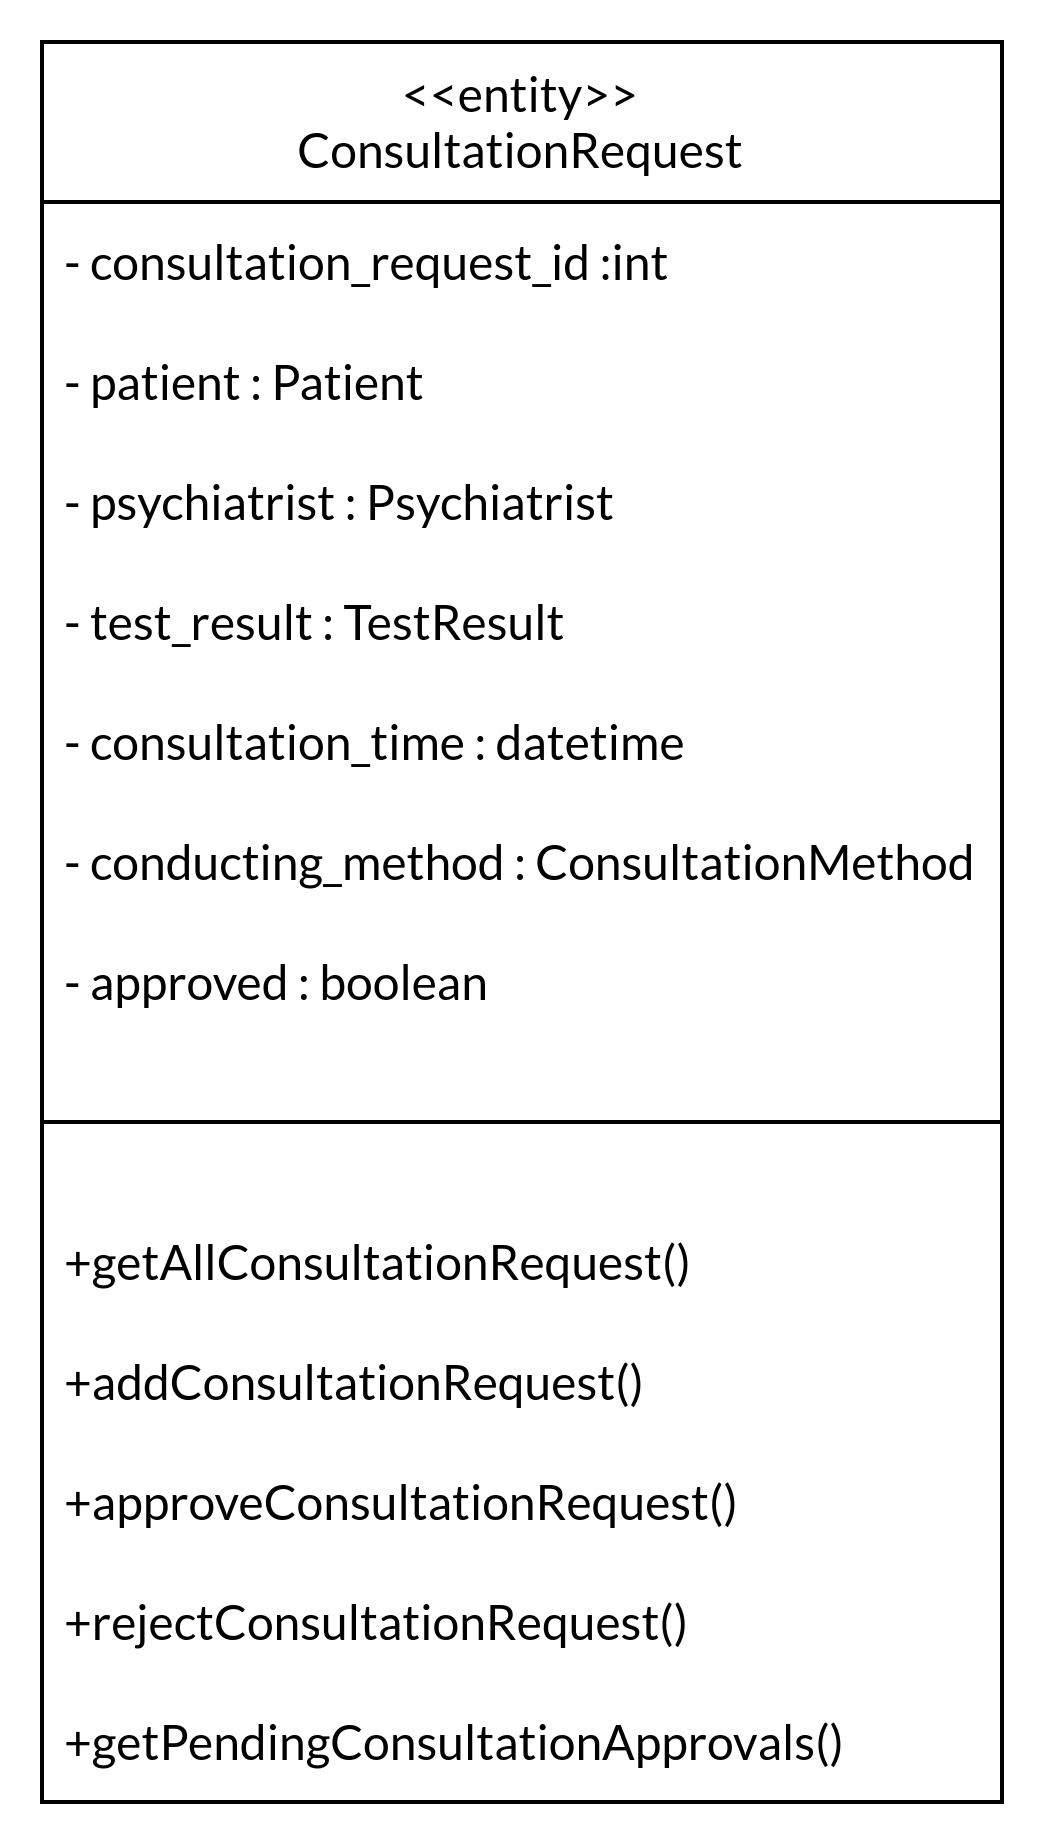 <<entity>>
ConsultationRequest
- consultation_request_id :int
- patient : Patient
- psychiatrist : Psychiatrist
- test_result : TestResult
- consultation_time : datetime
- conducting_method : ConsultationMethod
- approved : boolean
+getAllConsultationRequest()
+addConsultationRequest()
+approveConsultationRequest()
+rejectConsultationRequest()
+getPendingConsultationApprovals()